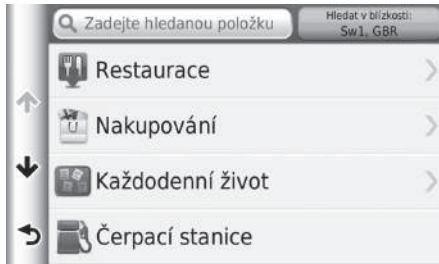 Zadejte hledanou položku
Hledat v blízkosti:
Sw1, GBR
Restaurace
Nakupování
Každodenní život
Čerpací stanice